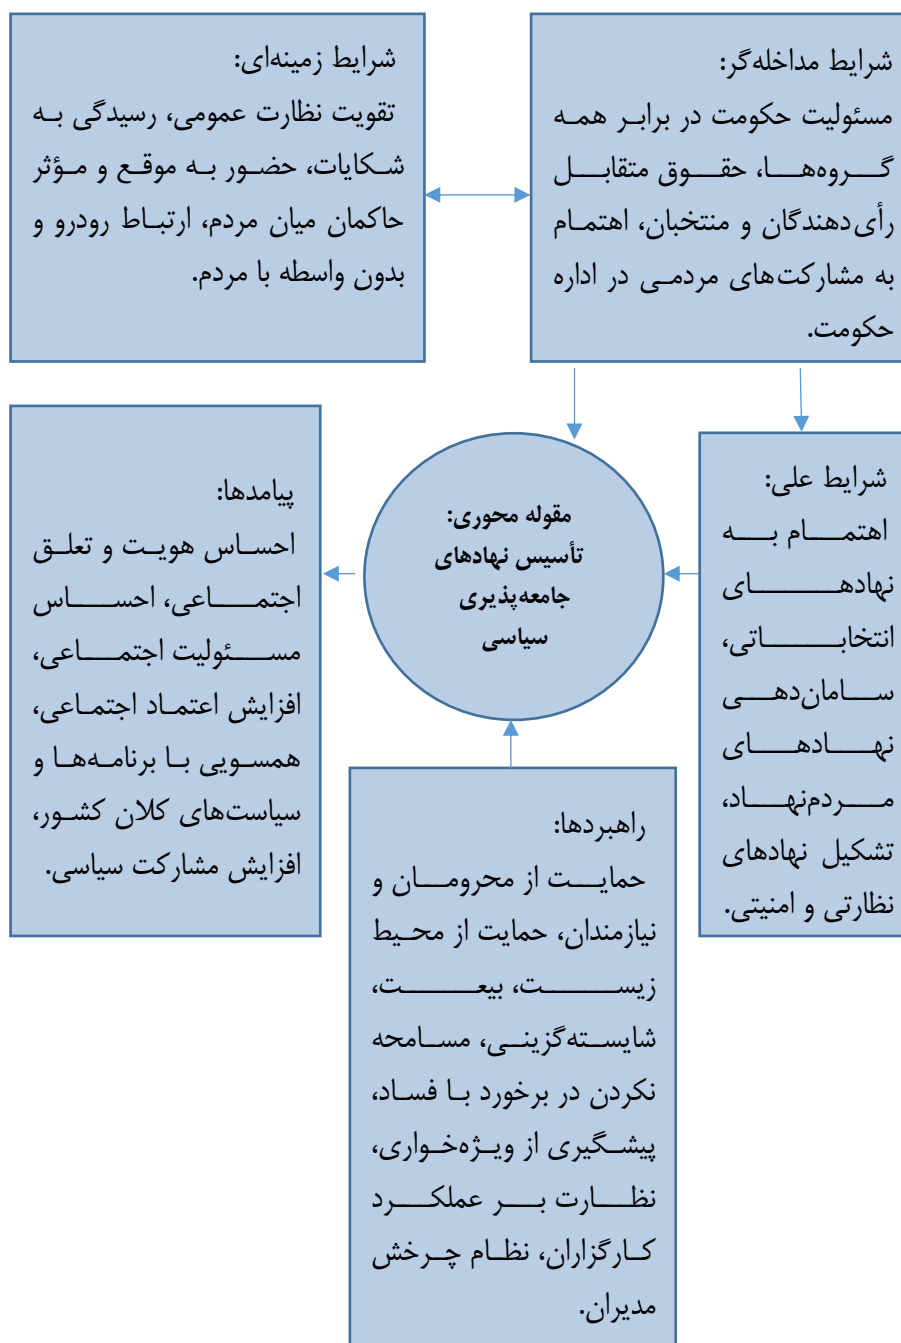 شرایط مداخله‌گر:
مسئولیت حکومت در برابر همه
گروه‌ها، حقوق متقابل
رأی‌دهندگان و منتخبان، اهتمام
به مشارکت‌های مردمی در اداره
حکومت.
شرایط زمینه‌ای:
تقویت نظارت عمومی، رسیدگی به
شکایات، حضور به موقع و مؤثر
حاکمان میان مردم، ارتباط رودرو و
بدون واسطه با مردم.
شرایط علی:
اهتمام به
نهادهای
انتخاباتی،
سامان‌دهی
نهادهای
مردم‌نهاد،
تشکیل نهادهای
نظارتی و امنیتی.
مقوله محوری:
تأسیس نهادهای
جامعه‌پذیری
سیاسی
پیامدها:
احساس هویت و تعلق
اجتماعی، احساس
مسئولیت اجتماعی،
افزایش اعتماد اجتماعی،
همسویی با برنامه‌ها و
سیاست‌های کلان کشور،
افزایش مشارکت سیاسی.
راهبردها:
حمایت از محرومان و
نیازمندان، حمایت از محیط
زیست، بیعت،
شایسته‌گزینی، مسامحه
نکردن در برخورد با فساد،
پیشگیری از ویژه‌خواری،
نظارت بر عملکرد
کارگزاران، نظام چرخش
مدیران.